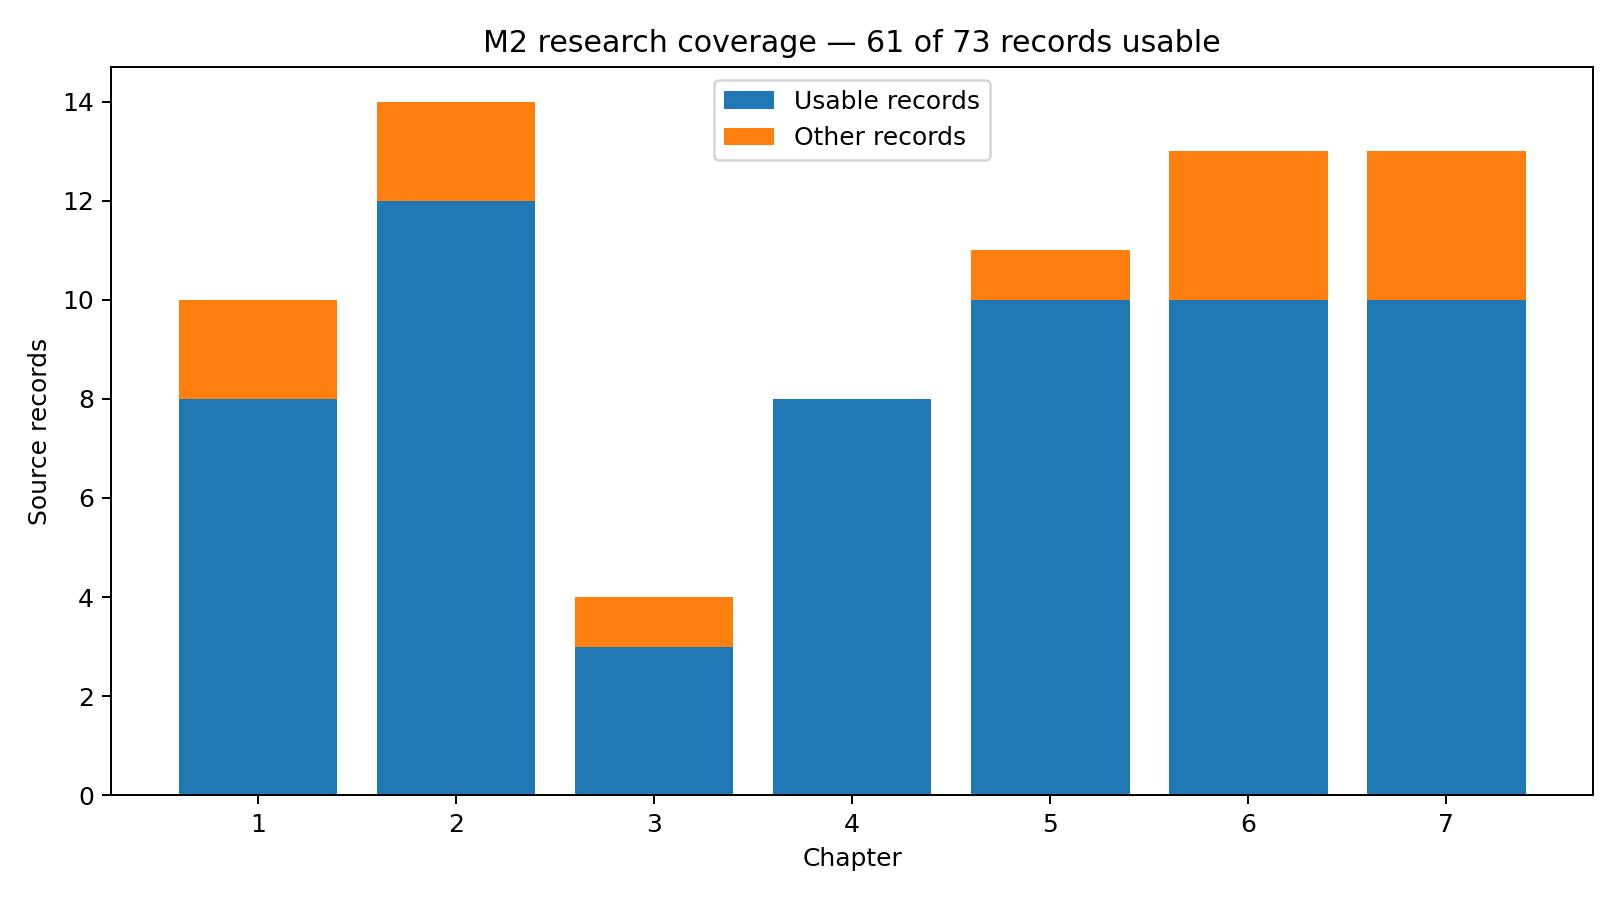 M2 research coverage — 61 of 73 records usable
Usable records
Other records
Source records
14
12
10
8
6
4
2
0
1 2 3 4 5 6 7
Chapter